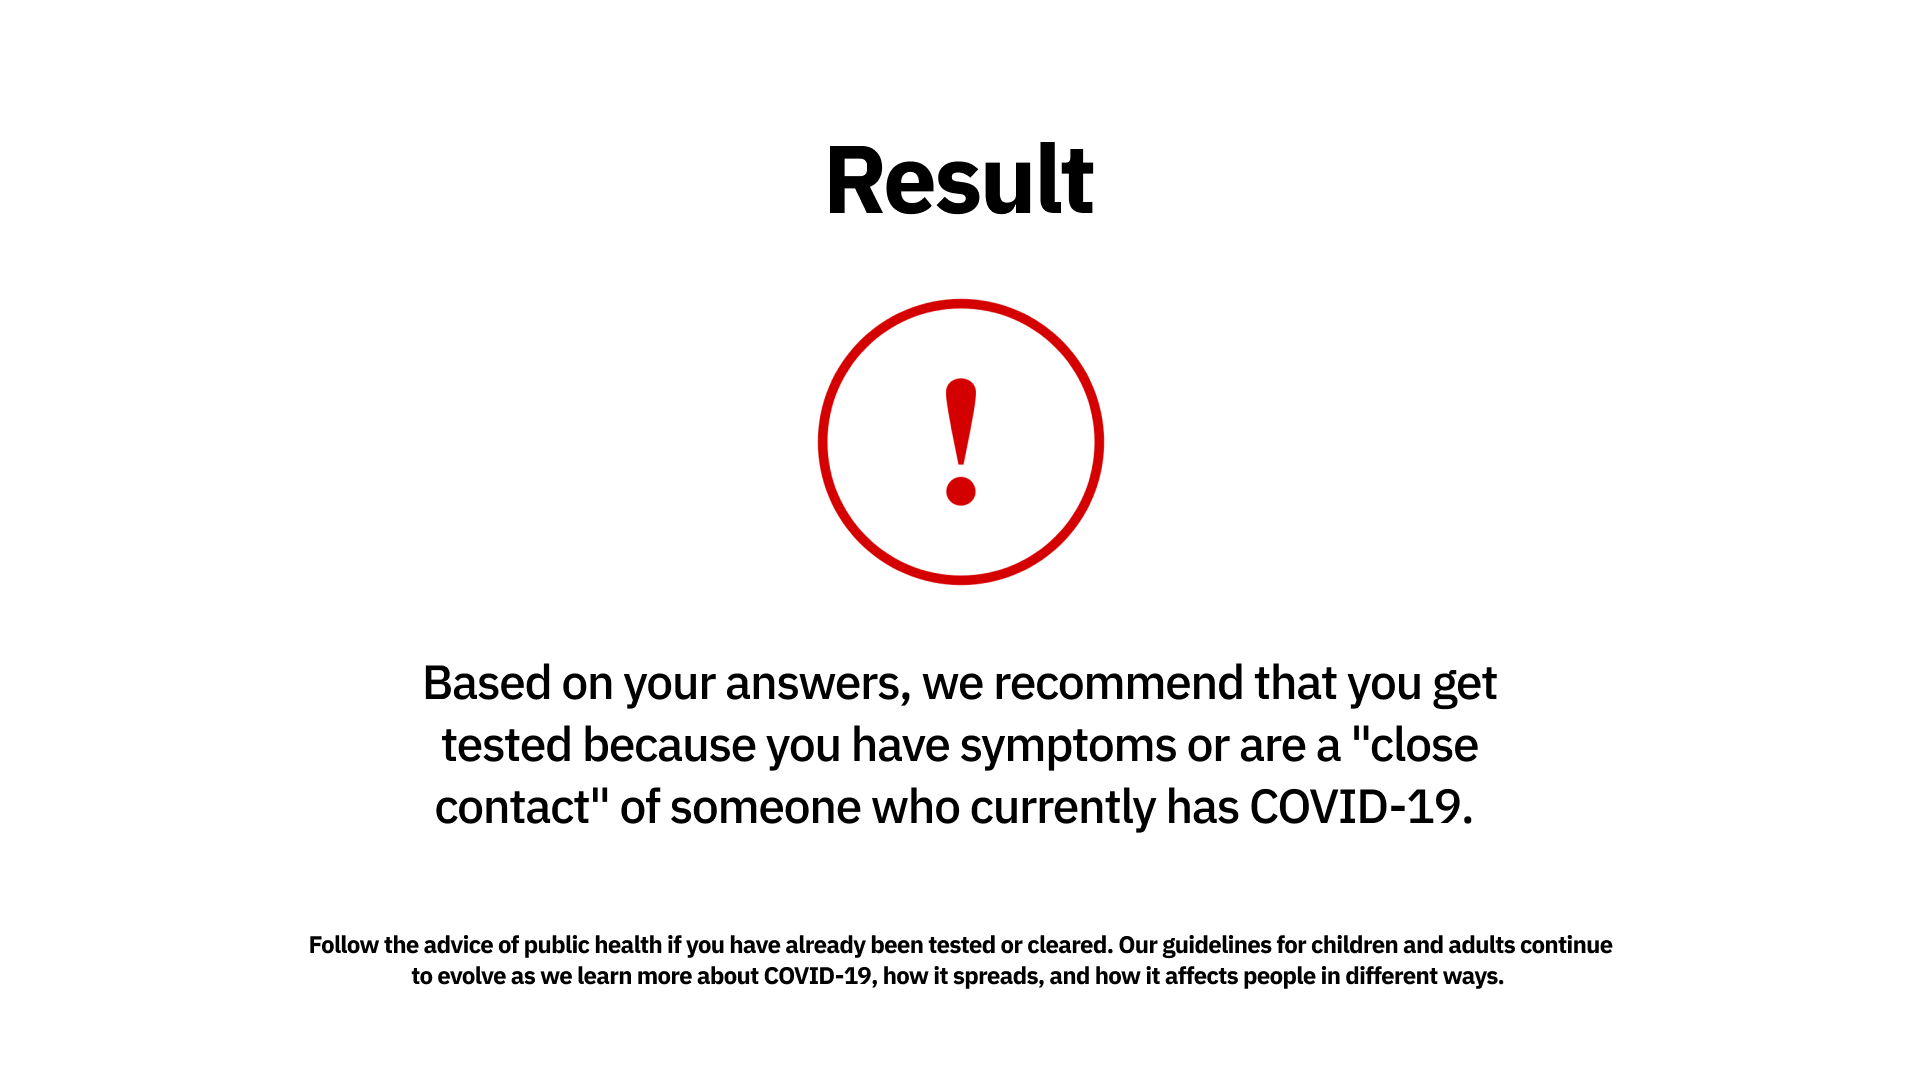 Result
!
Based on your answers, we recommend that you get
tested because you have symptoms or are a "close
contact" of someone who currently has COVID-19.
Follow the advice of public health if you have already been tested or cleared. Our guidelines for children and adults continue
to evolve as we learn more about COVID-19, how it spreads, and how it affects people in different ways.